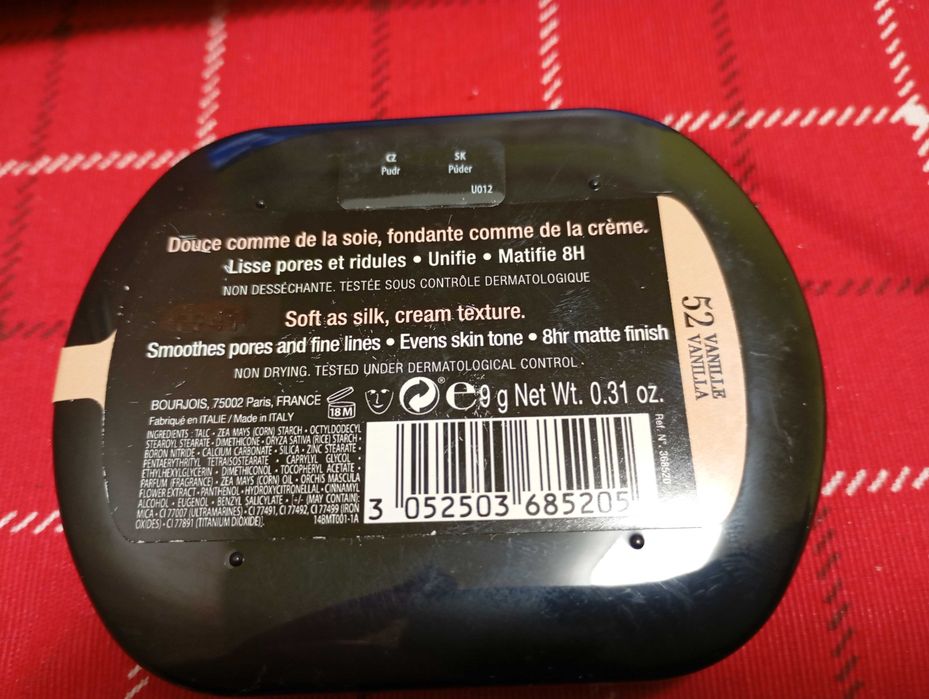 CZ SK
Pudr Púder
U012
Douce comme de la soie, fondante comme de la crème.
Lisse pores et ridules • Unifie • Matifie 8H
NON DESSÉCHANTE. TESTÉE SOUS CONTRÔLE DERMATOLOGIQUE
Soft as silk, cream texture.
Smoothes pores and fine lines • Evens skin tone • 8hr matte finish
NON DRYING. TESTED UNDER DERMATOLOGICAL CONTROL
BOURJOIS, 75002 Paris, FRANCE
Fabriqué en ITALIE / Made in ITALY
18 M
e 9 g Net Wt. 0.31 oz.
INGREDIENTS : TALC • ZEA MAYS (CORN) STARCH • OCTYLDODECYL
STEAROYL STEARATE • DIMETHICONE • ORYZA SATIVA (RICE) STARCH •
BORON NITRIDE • CALCIUM CARBONATE • SILICA • ZINC STEARATE •
PENTAERYTHRITYL TETRAISOSTEARATE • CAPRYLYL GLYCOL •
ETHYLHEXYLGLYCERIN • DIMETHICONOL • TOCOPHERYL ACETATE •
PARFUM (FRAGRANCE) • ZEA MAYS (CORN) OIL • ORCHIS MASCULA
FLOWER EXTRACT • PANTHENOL • HYDROXYCITRONELLAL • CINNAMYL
ALCOHOL • EUGENOL • BENZYL SALICYLATE • +/- (MAY CONTAIN):
MICA • CI 77007 (ULTRAMARINES) • CI 77491, CI 77492, CI 77499 (IRON
OXIDES) • CI 77891 (TITANIUM DIOXIDE).
14BMT001-1A
3 052503 685205
Réf. N°. 368520
52 VANILLE
VANILLA